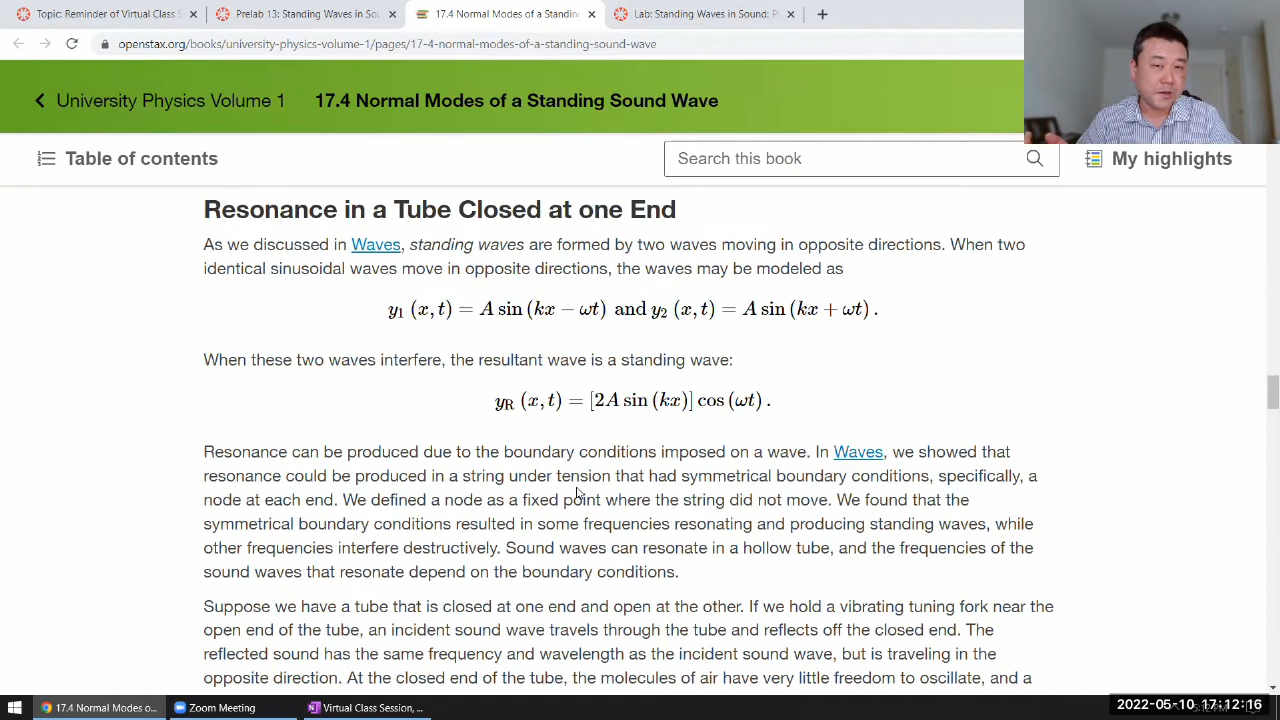 Topic: Reminder of Virtual Class S
Prelab 13: Standing Waves in Sou
17.4 Normal Modes of a Standing
Lab: Standing Waves in Sound: P
openstax.org/books/university-physics-volume-1/pages/17-4-normal-modes-of-a-standing-sound-wave
University Physics Volume 1
17.4 Normal Modes of a Standing Sound Wave
Table of contents
Search this book
My highlights
Resonance in a Tube Closed at one End
As we discussed in Waves, standing waves are formed by two waves moving in opposite directions. When two
identical sinusoidal waves move in opposite directions, the waves may be modeled as
y₁ (x, t) = A sin (kx − ωt) and y₂ (x, t) = A sin (kx + ωt) .
When these two waves interfere, the resultant wave is a standing wave:
y_R (x, t) = [2A sin (kx)] cos (ωt) .
Resonance can be produced due to the boundary conditions imposed on a wave. In Waves, we showed that
resonance could be produced in a string under tension that had symmetrical boundary conditions, specifically, a
node at each end. We defined a node as a fixed point where the string did not move. We found that the
symmetrical boundary conditions resulted in some frequencies resonating and producing standing waves, while
other frequencies interfere destructively. Sound waves can resonate in a hollow tube, and the frequencies of the
sound waves that resonate depend on the boundary conditions.
Suppose we have a tube that is closed at one end and open at the other. If we hold a vibrating tuning fork near the
open end of the tube, an incident sound wave travels through the tube and reflects off the closed end. The
reflected sound has the same frequency and wavelength as the incident sound wave, but is traveling in the
opposite direction. At the closed end of the tube, the molecules of air have very little freedom to oscillate, and a
17.4 Normal Modes o...
Zoom Meeting
Virtual Class Session, ...
2022-05-10 17:12:16